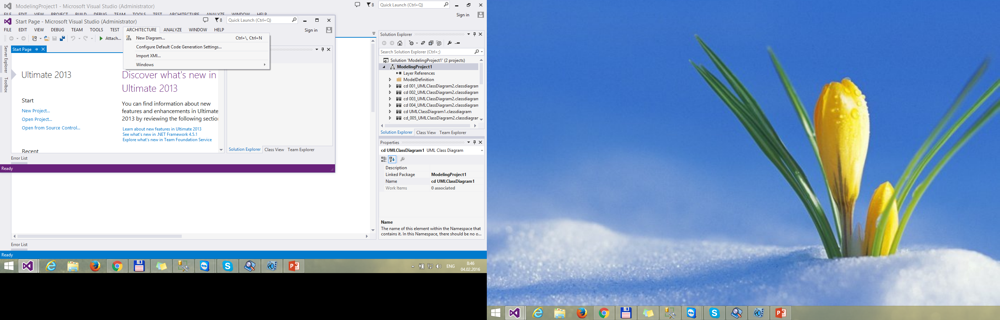 ModelingProject1 - Microsoft Visual Studio (Administrator)
8
Quick Launch (Ctrl+Q)
FILE EDIT VIEW PROJECT BUILD DEBUG TEAM TOOLS TEST ARCHITECTURE ANALYZE WINDOW HELP
Sign in
Start Page - Microsoft Visual Studio (Administrator)
8
Quick Launch (Ctrl+Q)
FILE EDIT VIEW DEBUG TEAM TOOLS TEST ARCHITECTURE ANALYZE WINDOW HELP
Sign in
Attach...
New Diagram... Ctrl+\, Ctrl+N
Configure Default Code Generation Settings...
Import XMI...
Windows
Server Explorer
Toolbox
Start Page
Ultimate 2013
Start
New Project...
Open Project...
Open from Source Control...
Recent
Discover what's new in
Ultimate 2013
You can find information about new
features and enhancements in Ultimate
2013 by reviewing the following sectio
Learn about new features in Ultimate 2013
See what's new in .NET Framework 4.5.1
Explore what's new in Team Foundation Service
Solution Explorer Class View Team Explorer
Error List
Ready
Solution Explorer
Search Solution Explorer (Ctrl+;)
Solution 'ModelingProject1' (2 projects)
ModelingProject1
Layer References
ModelDefinition
cd 001_UMLClassDiagram2.classdiagram
cd 002_UMLClassDiagram2.classdiagram
cd 003_UMLClassDiagram2.classdiagram
cd 004_UMLClassDiagram2.classdiagram
cd UMLClassDiagram1.classdiagram
cd_005_UMLClassDiagram2.classdiagram
Solution Explorer Class View Team Explorer
Properties
cd UMLClassDiagram1 UML Class Diagram
Description
Linked Package ModelingProject1
Name cd UMLClassDiagram1
Work Items 0 associated
Name
The name of this element within the Namespace that
contains it. In this Namespace, there should be no o...
Error List
Ready
ENG
8:46
04.02.2016